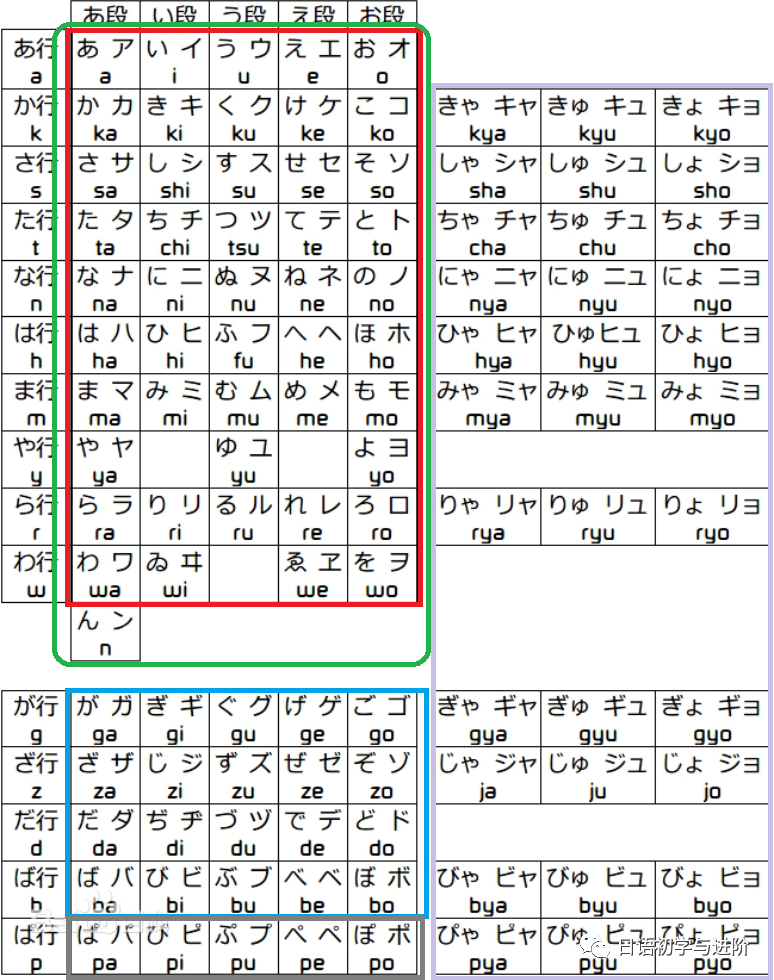 あ段 い段 う段 え段 お段
あ行 あ ア い イ う ウ え エ お オ
a a i u e o
か行 か カ き キ く ク け ケ こ コ きゃ キャ きゅ キュ きょ キョ
k ka ki ku ke ko kya kyu kyo
さ行 さ サ し シ す ス せ セ そ ソ しゃ シャ しゅ シュ しょ ショ
s sa shi su se so sha shu sho
た行 た タ ち チ つ ツ て テ と ト ちゃ チャ ちゅ チュ ちょ チョ
t ta chi tsu te to cha chu cho
な行 な ナ に ニ ぬ ヌ ね ネ の ノ にゃ ニャ にゅ ニュ にょ ニョ
n na ni nu ne no nya nyu nyo
は行 は ハ ひ ヒ ふ フ へ ヘ ほ ホ ひゃ ヒャ ひゅヒュ ひょ ヒョ
h ha hi fu he ho hya hyu hyo
ま行 ま マ み ミ む ム め メ も モ みゃ ミャ みゅ ミュ みょ ミョ
m ma mi mu me mo mya myu myo
や行 や ヤ ゆ ユ よ ヨ
y ya yu yo
ら行 ら ラ り リ る ル れ レ ろ ロ りゃ リャ りゅ リュ りょ リョ
r ra ri ru re ro rya ryu ryo
わ行 わ ワ ゐ ヰ ゑ ヱ を ヲ
w wa wi we wo
ん ン
n
が行 が ガ ぎ ギ ぐ グ げ ゲ ご ゴ ぎゃ ギャ ぎゅ ギュ ぎょ ギョ
g ga gi gu ge go gya gyu gyo
ざ行 ざ ザ じ ジ ず ズ ぜ ゼ ぞ ゾ じゃ ジャ じゅ ジュ じょ ジョ
z za zi zu ze zo ja ju jo
だ行 だ ダ ぢ ヂ づ ヅ で デ ど ド
d da di du de do
ば行 ば バ び ビ ぶ ブ べ ベ ぼ ボ びゃ ビャ びゅ ビュ びょ ビョ
b ba bi bu be bo bya byu byo
ぱ行 ぱ パ ぴ ピ ぷ プ ぺ ペ ぽ ポ ぴゃ ピャ ぴゅ ピュ ぴょ ピョ
p pa pi pu pe po pya pyu pyo
日语初学与进阶